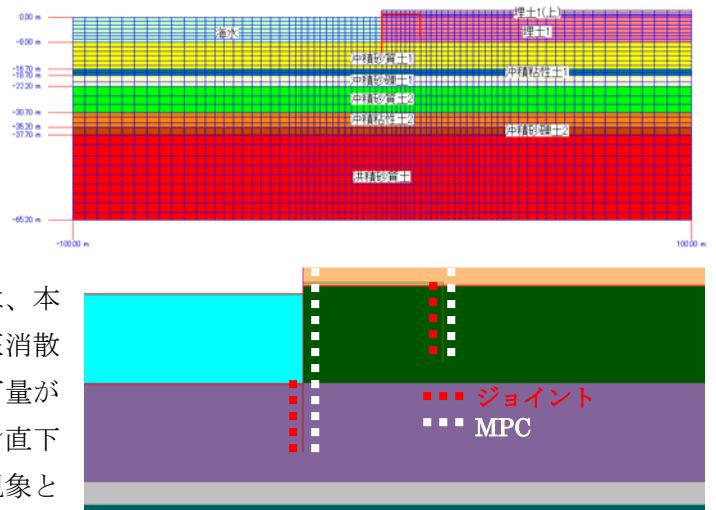 埋土1(上)
0.00 m
海水
埋土1
-8.00 m
沖積砂質土1
-16.70 m
沖積粘性土1
-18.70 m
沖積砂礫土1
-22.20 m
沖積砂質土2
-30.70 m
沖積粘性土2
-35.20 m
沖積砂礫土2
-37.70 m
洪積砂質土
-65.20 m
-100.00 m
100.00 m
、本
消散
量が
直下
現象と
ジョイント
MPC